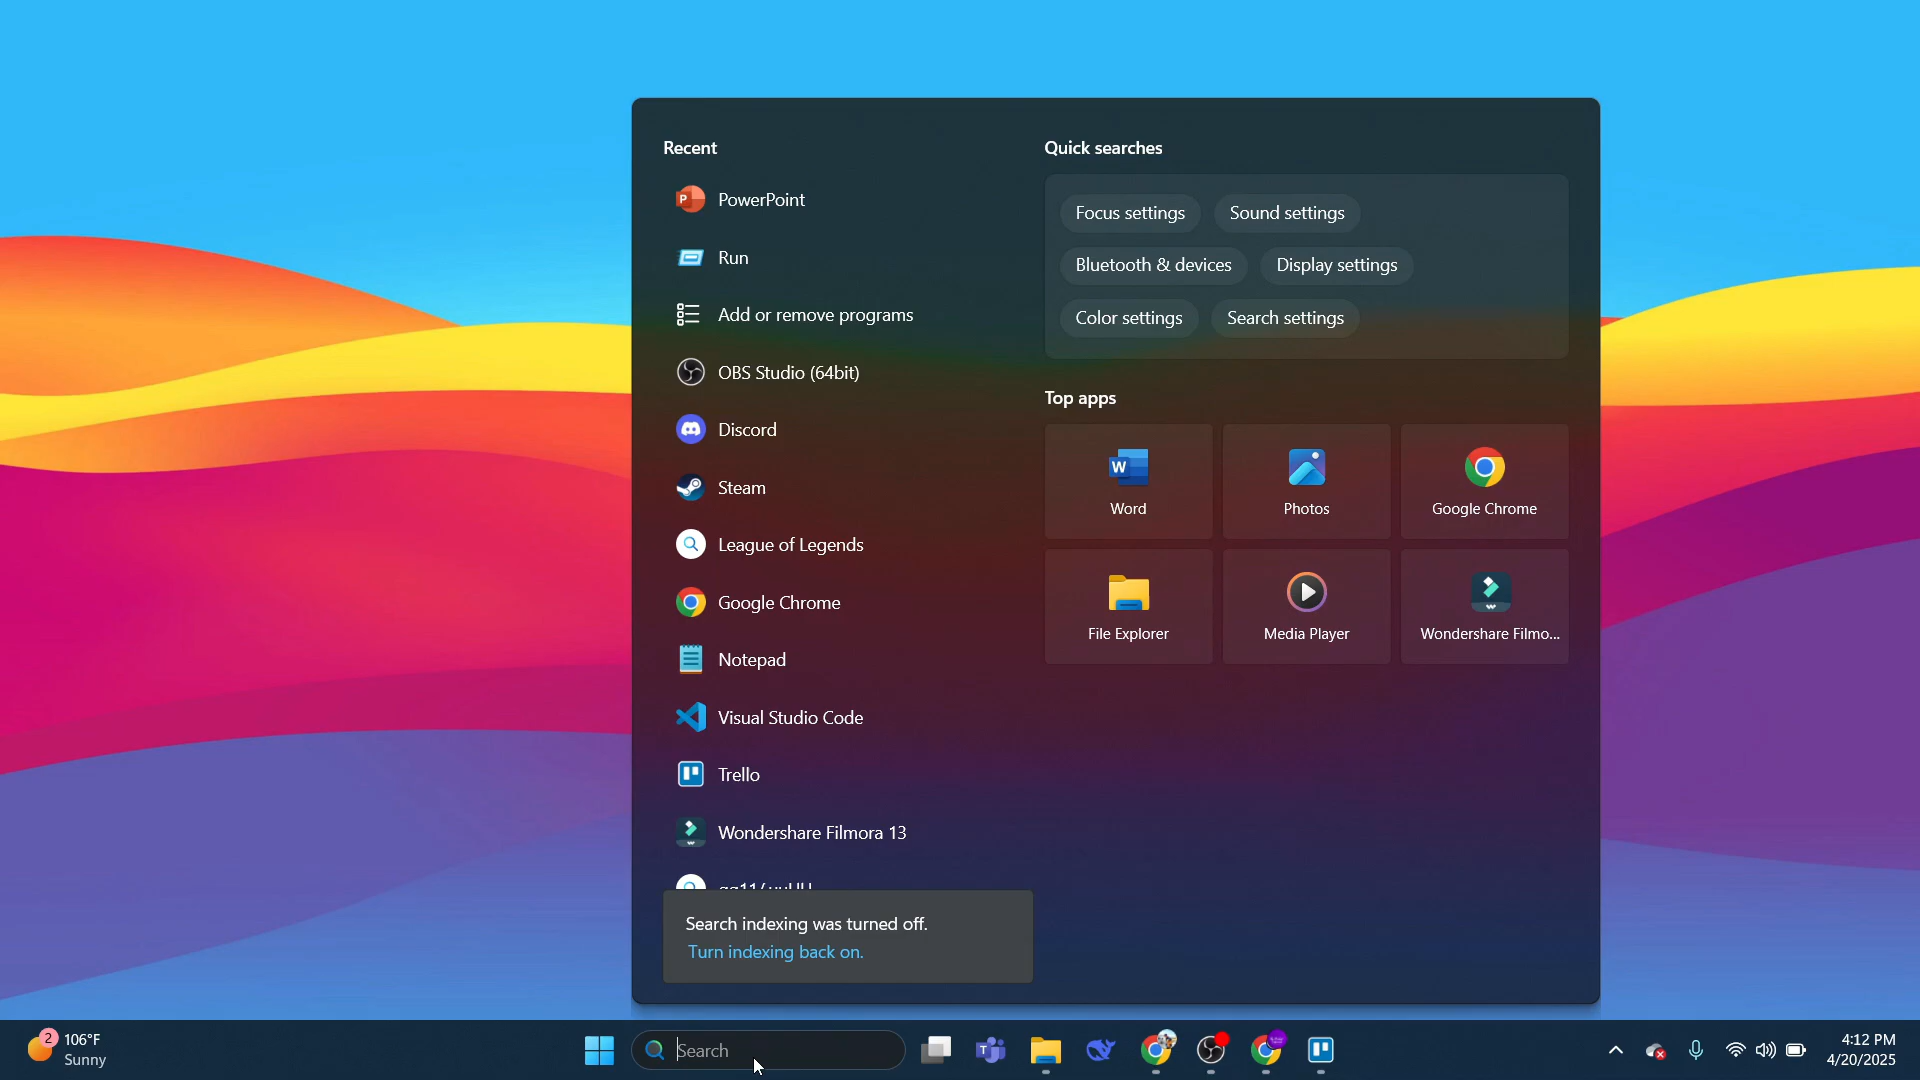 Recent
PowerPoint
Run
Add or remove programs
OBS Studio (64bit)
Discord
Steam
League of Legends
Google Chrome
Notepad
Visual Studio Code
Trello
Wondershare Filmora 13
Search indexing was turned off.
Turn indexing back on.
Quick searches
Focus settings Sound settings
Bluetooth & devices Display settings
Color settings Search settings
Top apps
Word Photos Google Chrome
File Explorer Media Player Wondershare Filmo...
2 106°F
Sunny
Search
4:12 PM
4/20/2025